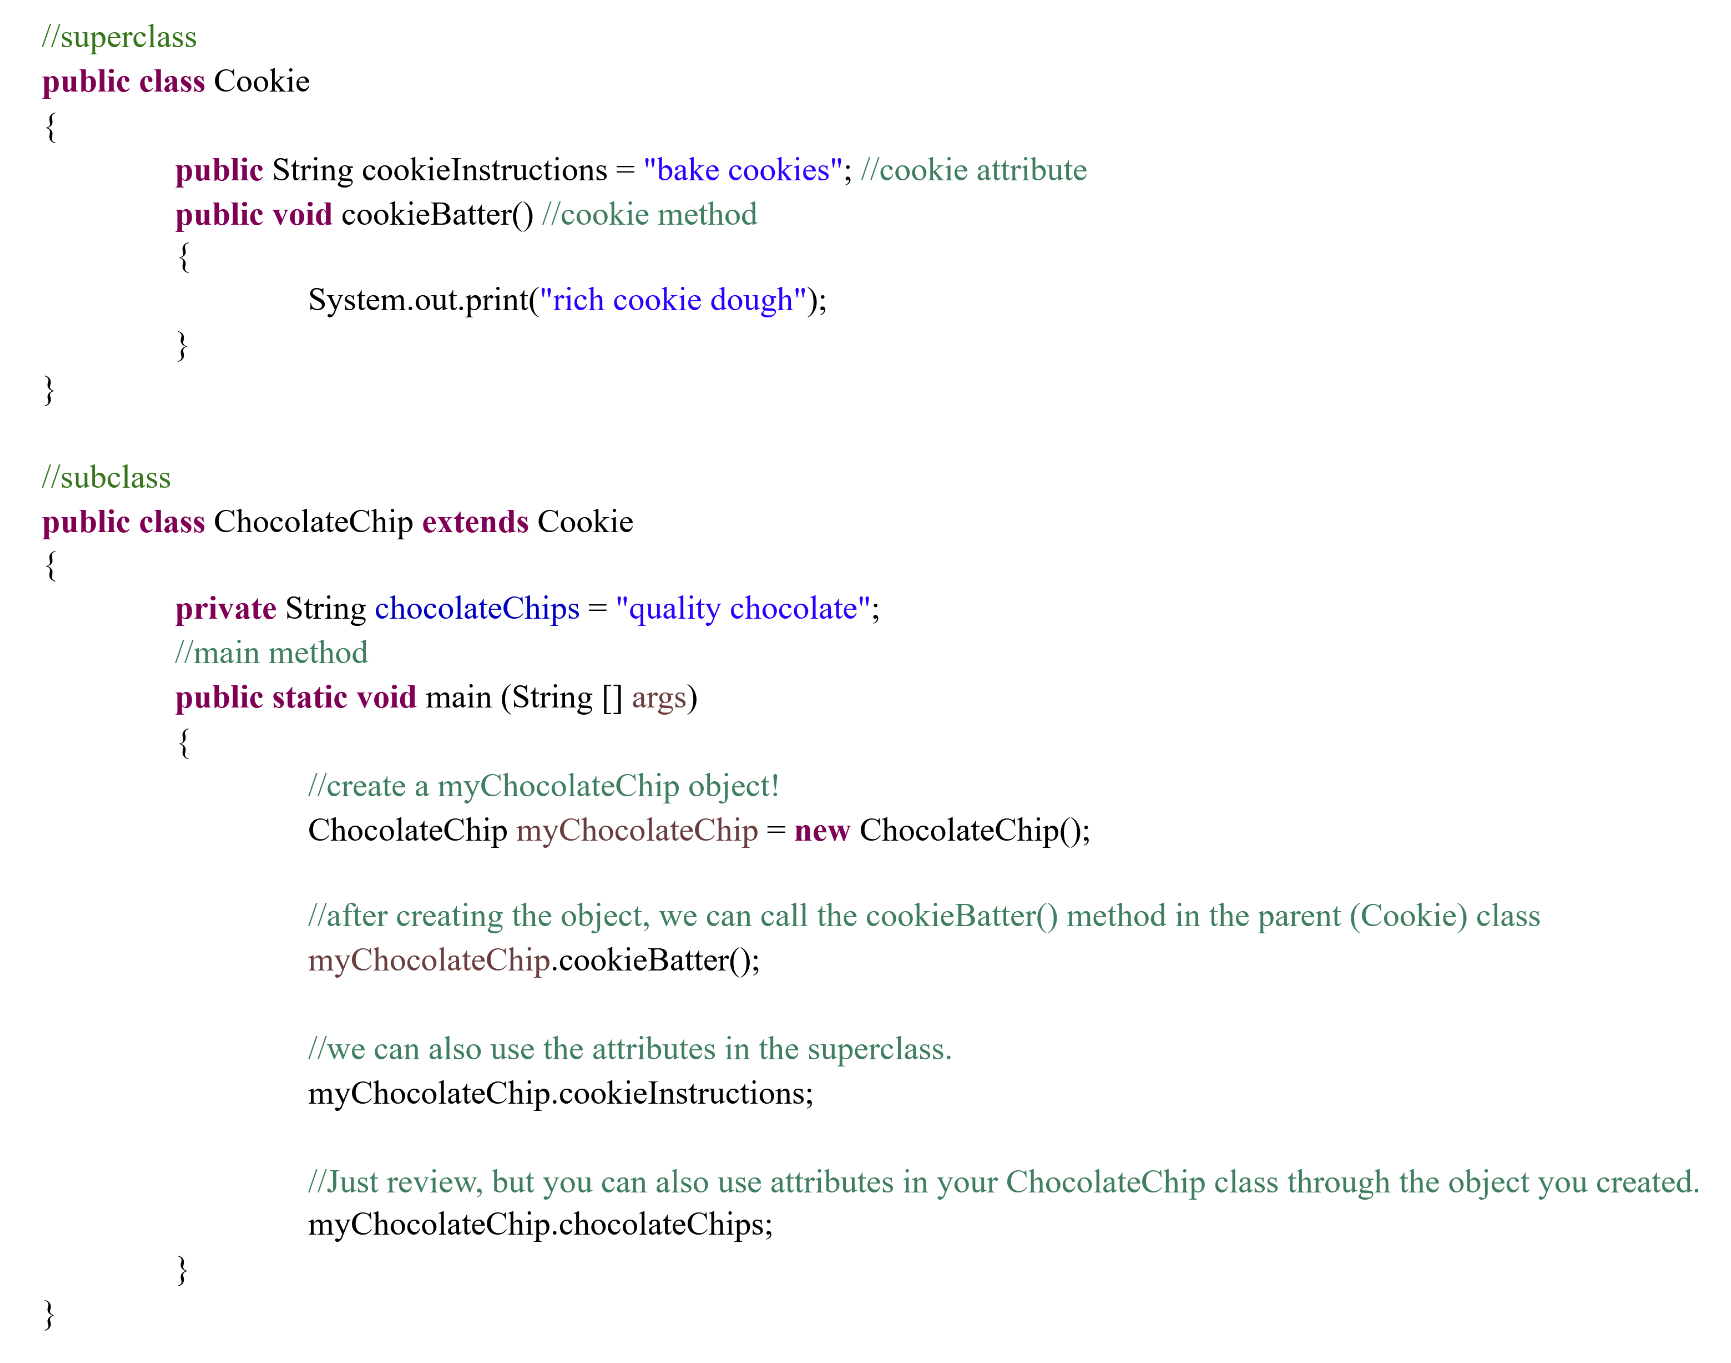 //superclass
public class Cookie
{
public String cookieInstructions = "bake cookies"; //cookie attribute
public void cookieBatter() //cookie method
{
System.out.print("rich cookie dough");
}
}
//subclass
public class ChocolateChip extends Cookie
{
private String chocolateChips = "quality chocolate";
//main method
public static void main (String [] args)
{
//create a myChocolateChip object!
ChocolateChip myChocolateChip = new ChocolateChip();
//after creating the object, we can call the cookieBatter() method in the parent (Cookie) class
myChocolateChip.cookieBatter();
//we can also use the attributes in the superclass.
myChocolateChip.cookieInstructions;
//Just review, but you can also use attributes in your ChocolateChip class through the object you created.
myChocolateChip.chocolateChips;
}
}